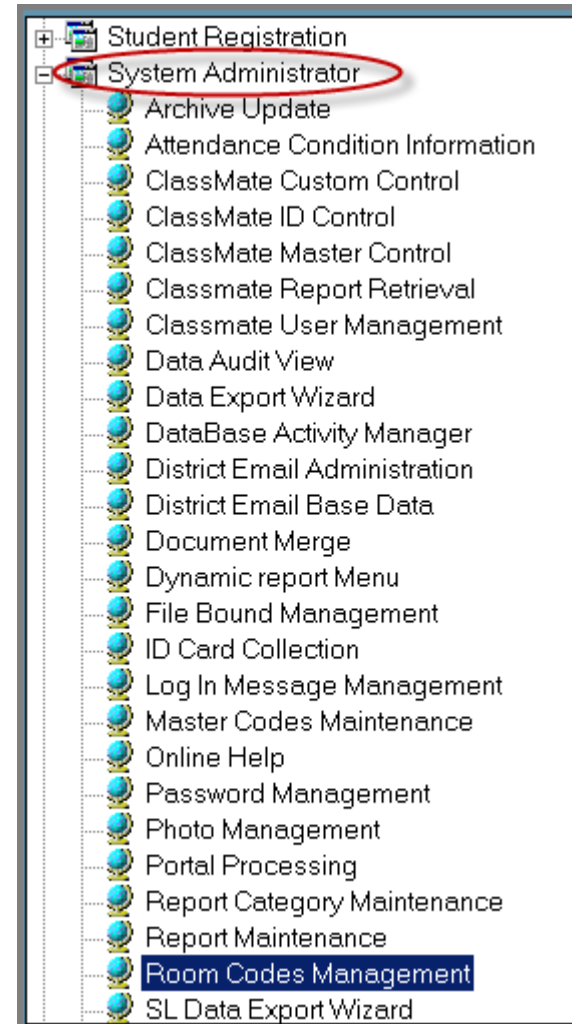 Student Registration
System Administrator
Archive Update
Attendance Condition Information
ClassMate Custom Control
ClassMate ID Control
ClassMate Master Control
Classmate Report Retrieval
Classmate User Management
Data Audit View
Data Export Wizard
DataBase Activity Manager
District Email Administration
District Email Base Data
Document Merge
Dynamic report Menu
File Bound Management
ID Card Collection
Log In Message Management
Master Codes Maintenance
Online Help
Password Management
Photo Management
Portal Processing
Report Category Maintenance
Report Maintenance
Room Codes Management
SL Data Export Wizard